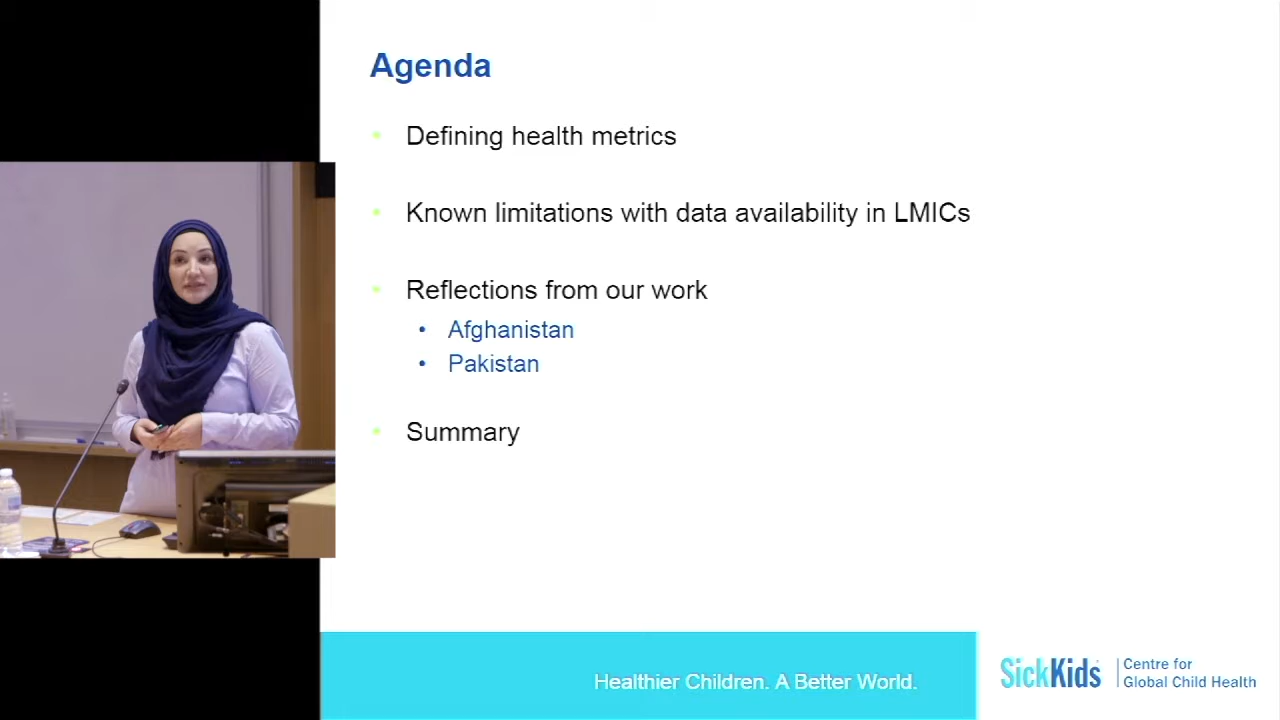 Agenda
• Defining health metrics
• Known limitations with data availability in LMICs
• Reflections from our work
• Afghanistan
• Pakistan
• Summary
Healthier Children. A Better World.
SickKids
Centre for
Global Child Health